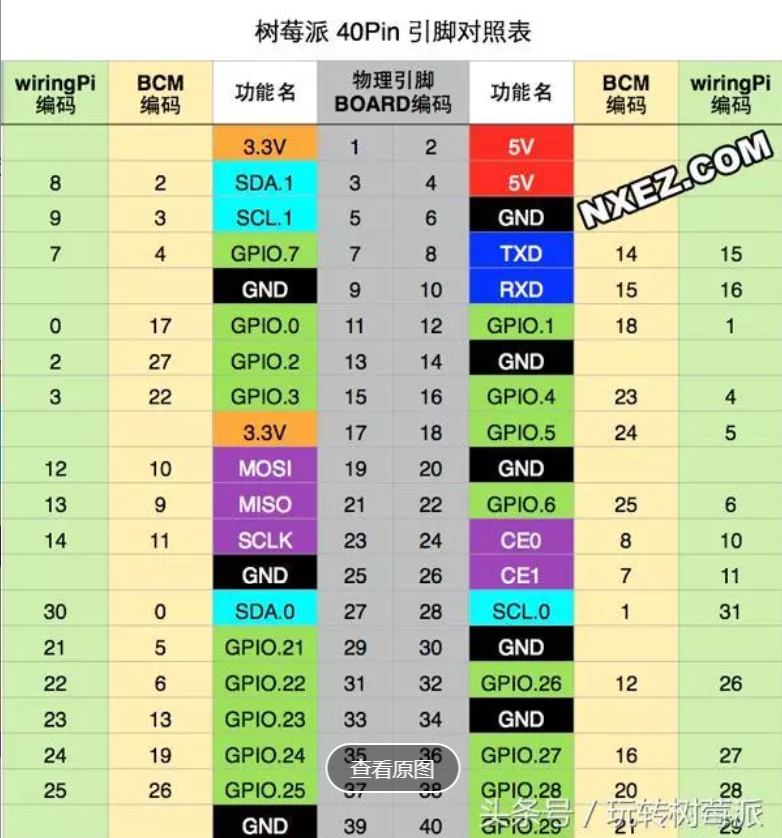 树莓派 40Pin 引脚对照表
wiringPi 编码 BCM 编码 功能名 物理引脚 BOARD编码 功能名 BCM 编码 wiringPi 编码
3.3V 1 2 5V
8 2 SDA.1 3 4 5V
9 3 SCL.1 5 6 GND
7 4 GPIO.7 7 8 TXD 14 15
GND 9 10 RXD 15 16
0 17 GPIO.0 11 12 GPIO.1 18 1
2 27 GPIO.2 13 14 GND
3 22 GPIO.3 15 16 GPIO.4 23 4
3.3V 17 18 GPIO.5 24 5
12 10 MOSI 19 20 GND
13 9 MISO 21 22 GPIO.6 25 6
14 11 SCLK 23 24 CE0 8 10
GND 25 26 CE1 7 11
30 0 SDA.0 27 28 SCL.0 1 31
21 5 GPIO.21 29 30 GND
22 6 GPIO.22 31 32 GPIO.26 12 26
23 13 GPIO.23 33 34 GND
24 19 GPIO.24 35 36 GPIO.27 16 27
25 26 GPIO.25 37 38 GPIO.28 20 28
GND 39 40 GPIO.29 21 29
NXEZ.COM
查看原图
头条号 / 玩转树莓派